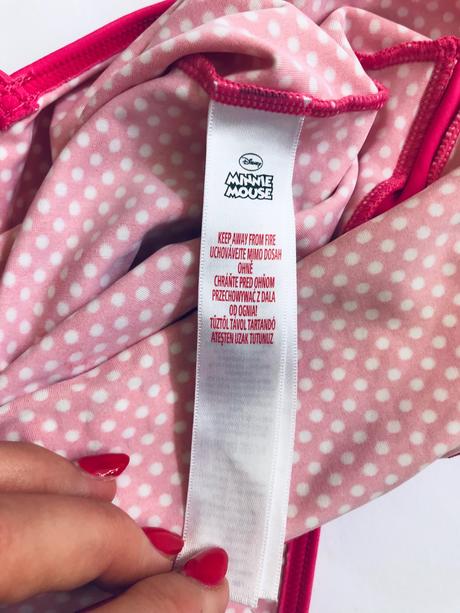 Disney
MINNIE
MOUSE
KEEP AWAY FROM FIRE
UCHOVÁVEJTE MIMO DOSAH
OHNĚ
CHRÁŇTE PRED OHŇOM
PRZECHOWYWAĆ Z DALA
OD OGNIA!
TŰZTŐL TÁVOL TARTANDÓ
ATEŞTEN UZAK TUTUNUZ